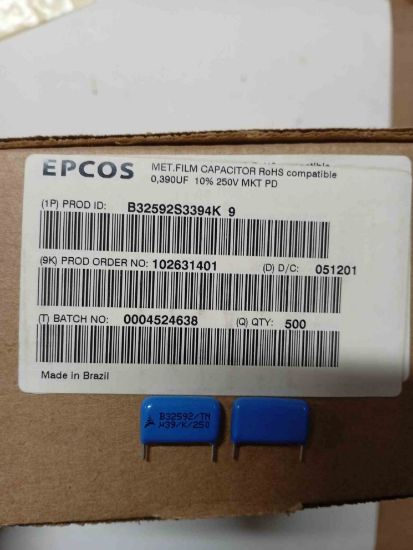 EPCOS
MET.FILM CAPACITOR RoHS compatible
0,390UF 10% 250V MKT PD
(1P) PROD ID: B32592S3394K 9
(9K) PROD ORDER NO: 102631401 (D) D/C: 051201
(T) BATCH NO: 0004524638 (Q) QTY: 500
Made in Brazil
B32592/TN
µ39/K/250